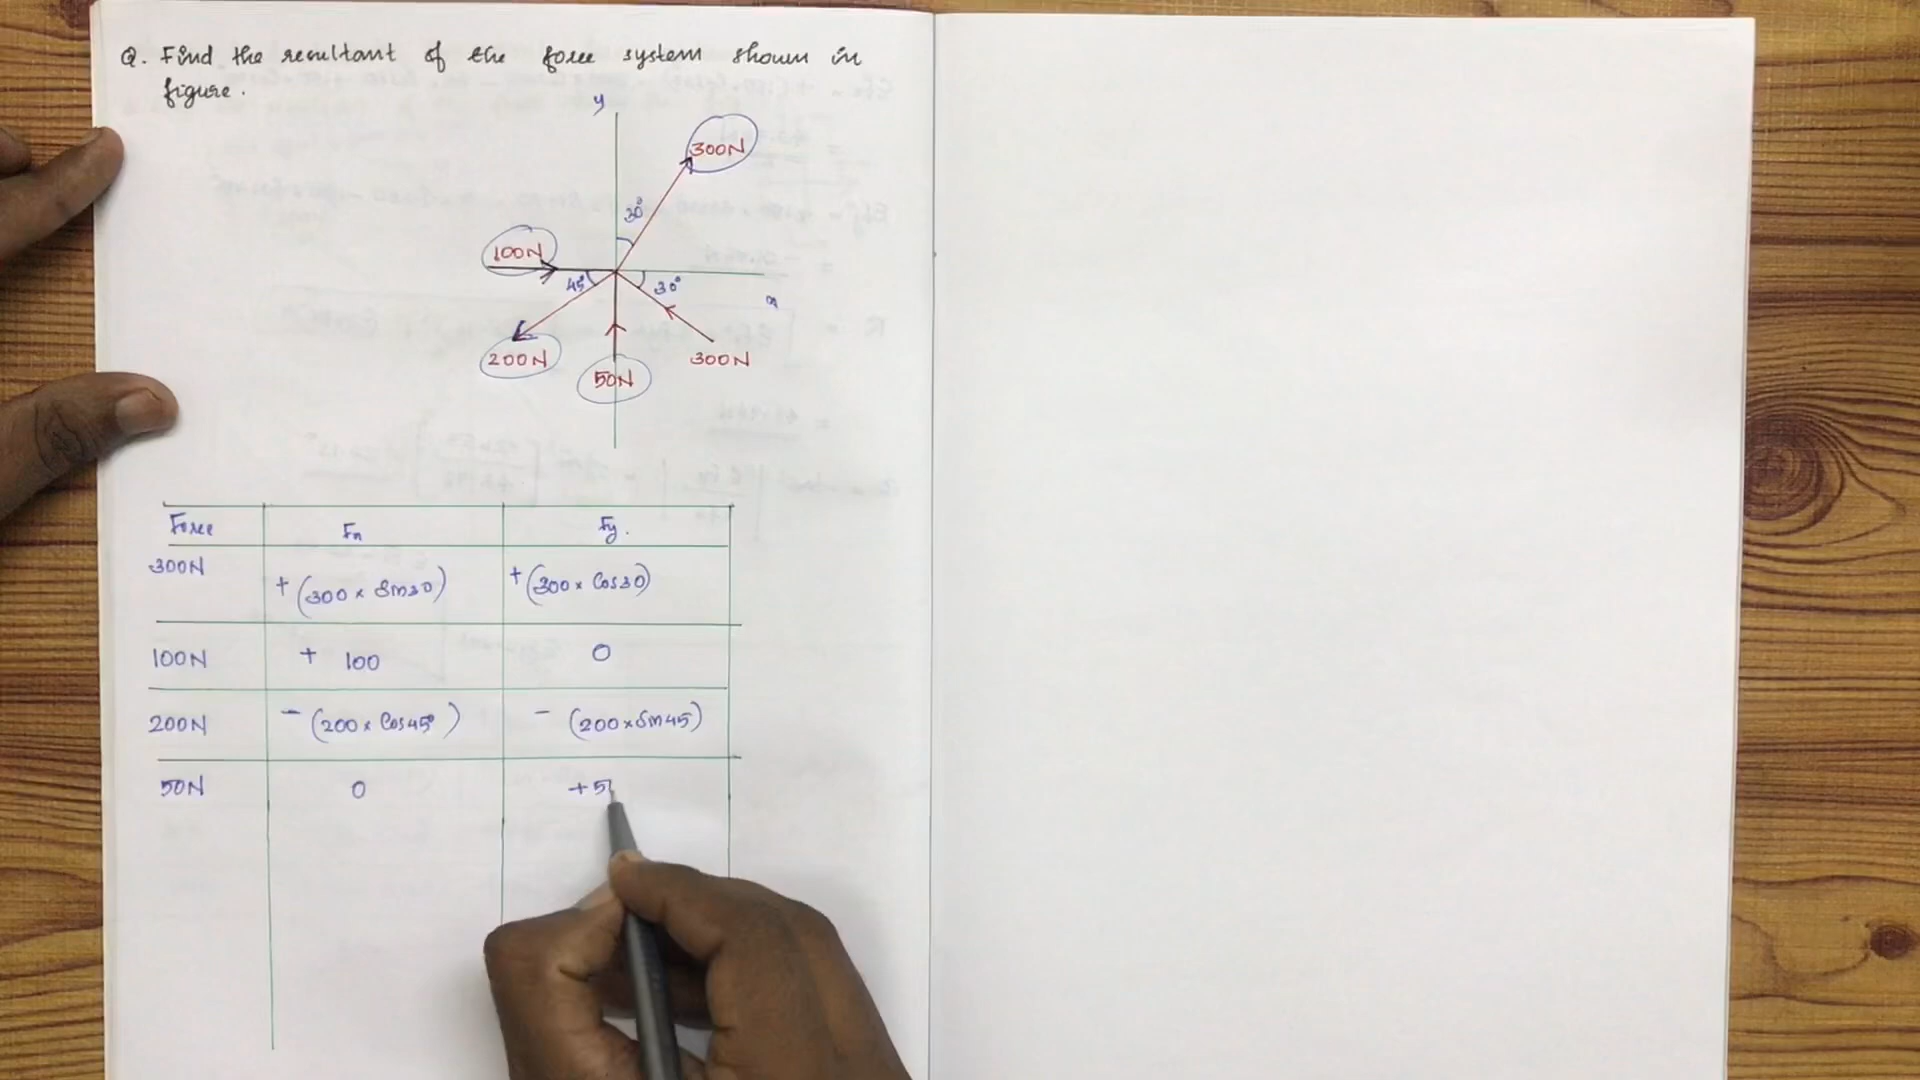 Q. Find the resultant of the force system shown in
figure.
y
300N
30°
100N
45°
30°
x
200N
50N
300N
Force Fx Fy.
300N + (300 × Sin30) + (300 × Cos30)
100N + 100 0
200N - (200 × Cos45°) - (200 × Sin45)
50N 0 +5